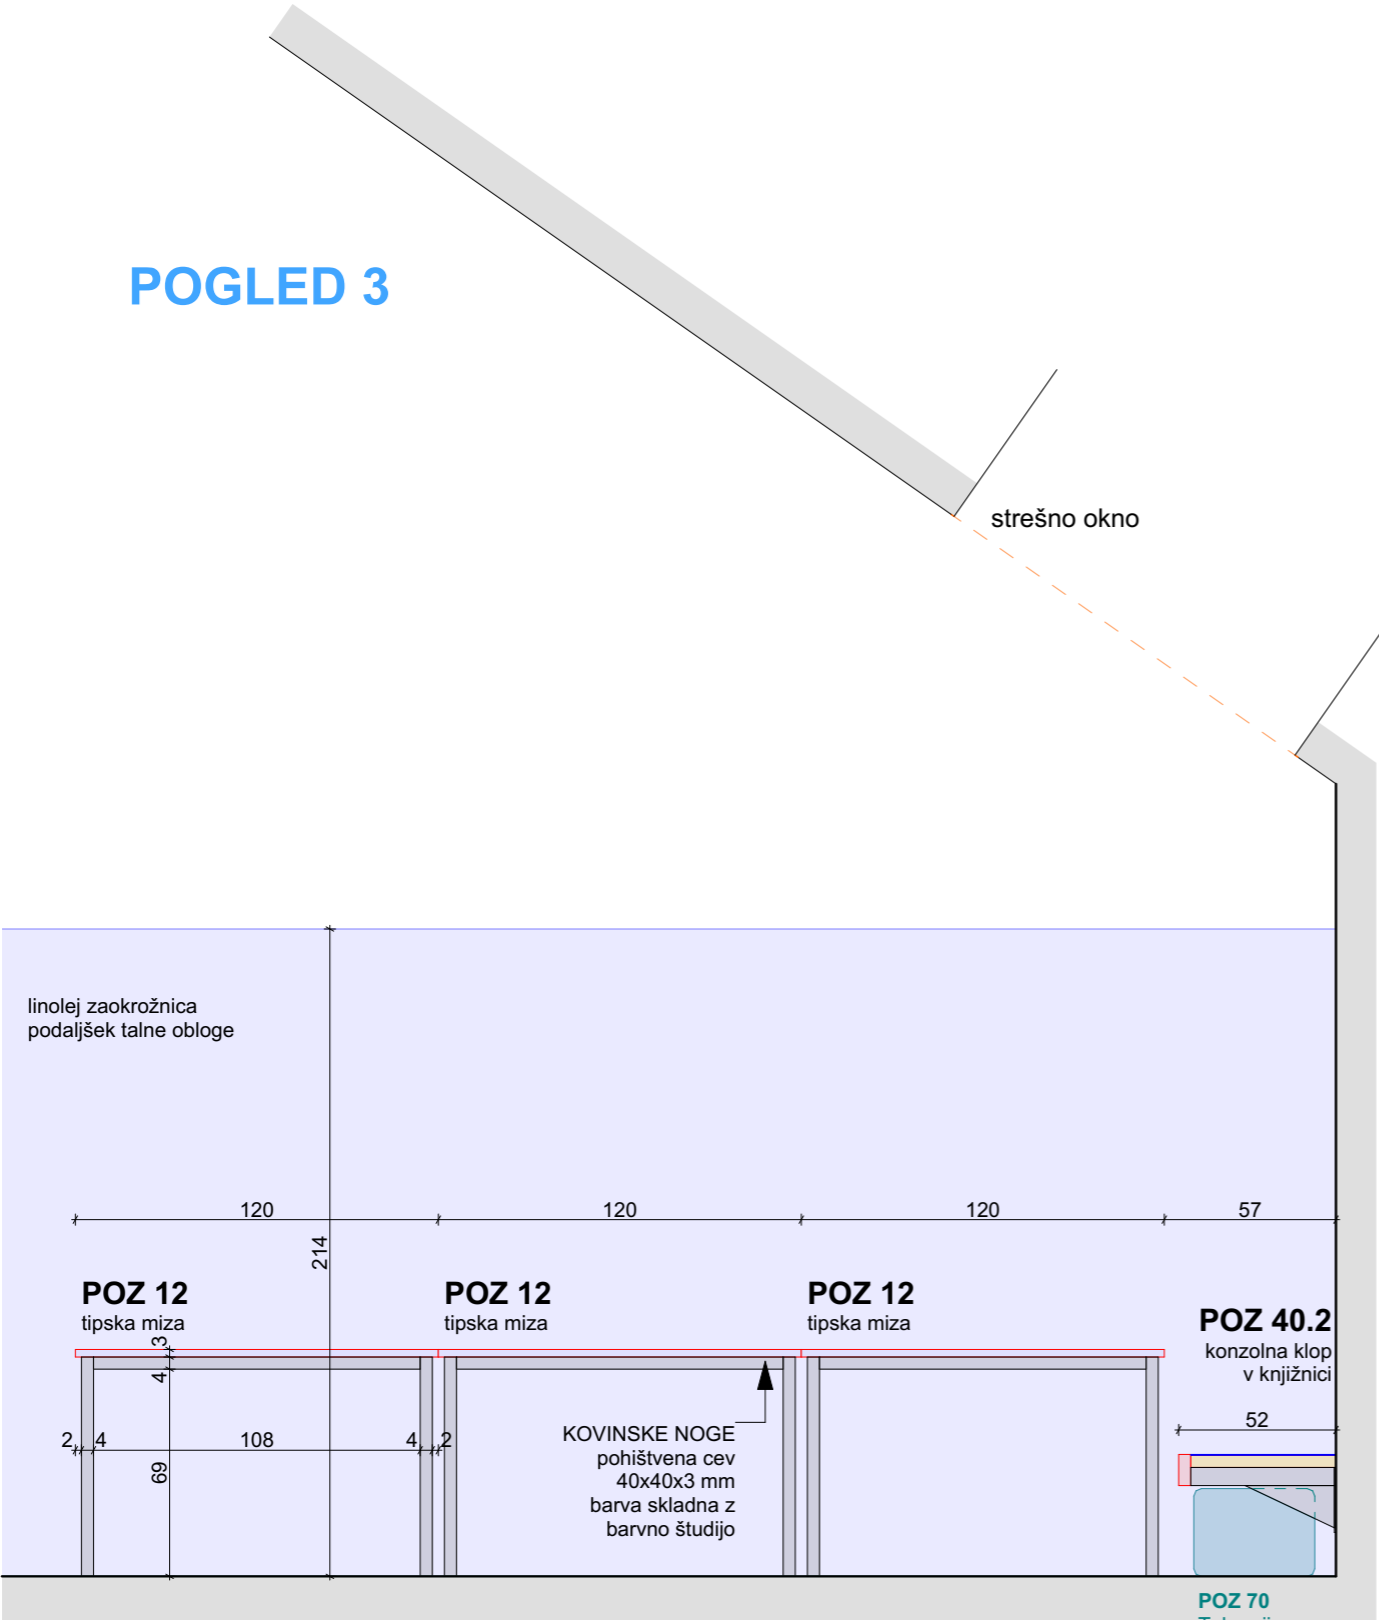 POGLED 3
strešno okno
linolej zaokrožnica
podaljšek talne obloge
120
120
120
57
214
POZ 12
tipska miza
POZ 12
tipska miza
POZ 12
tipska miza
POZ 40.2
konzolna klop
v knjižnici
3
4
52
2
4
108
4
2
69
KOVINSKE NOGE
pohištvena cev
40x40x3 mm
barva skladna z
barvno študijo
POZ 70